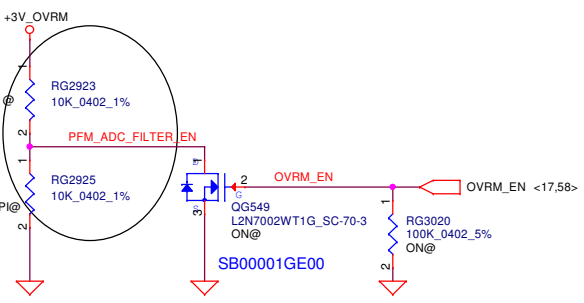 +3V_OVRM
1
RG2923
@
10K_0402_1%
2
PFM_ADC_FILTER_EN
1
1
D
RG2925
10K_0402_1%
PI@
2
2
OVRM_EN
G
3
S
QG549
L2N7002WT1G_SC-70-3
ON@
SB00001GE00
OVRM_EN <17,58>
1
RG3020
100K_0402_5%
ON@
2